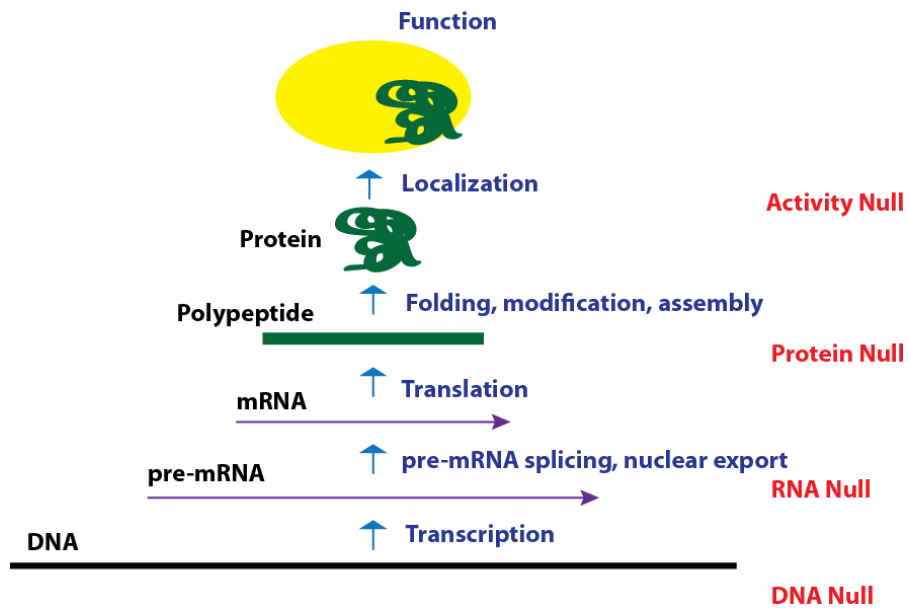 Function
Localization
Activity Null
Protein
Folding, modification, assembly
Polypeptide
Protein Null
Translation
mRNA
pre-mRNA splicing, nuclear export
pre-mRNA
RNA Null
Transcription
DNA
DNA Null